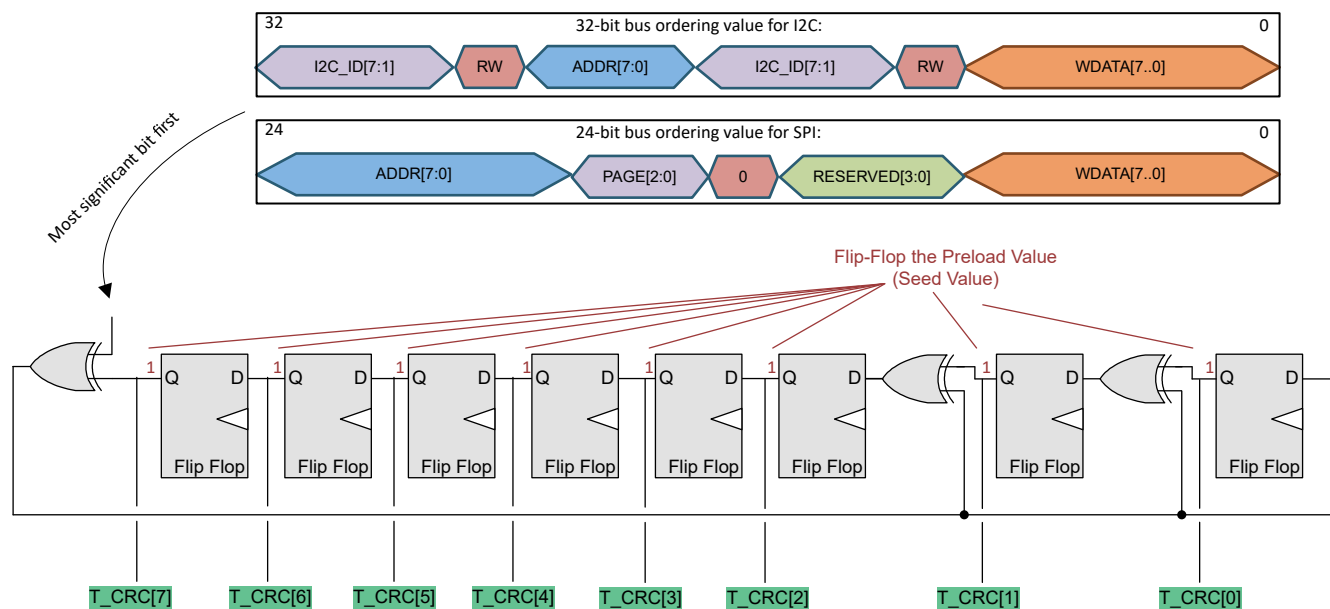 32
32-bit bus ordering value for I2C:
0
I2C_ID[7:1]
RW
ADDR[7:0]
I2C_ID[7:1]
RW
WDATA[7..0]
24
24-bit bus ordering value for SPI:
0
ADDR[7:0]
PAGE[2:0]
0
RESERVED[3:0]
WDATA[7..0]
Most significant bit first
Flip-Flop the Preload Value
(Seed Value)
1 1 1 1 1 1 1 1
Q D Q D Q D Q D Q D Q D Q D Q D
Flip Flop Flip Flop Flip Flop Flip Flop Flip Flop Flip Flop Flip Flop Flip Flop
T_CRC[7] T_CRC[6] T_CRC[5] T_CRC[4] T_CRC[3] T_CRC[2] T_CRC[1] T_CRC[0]